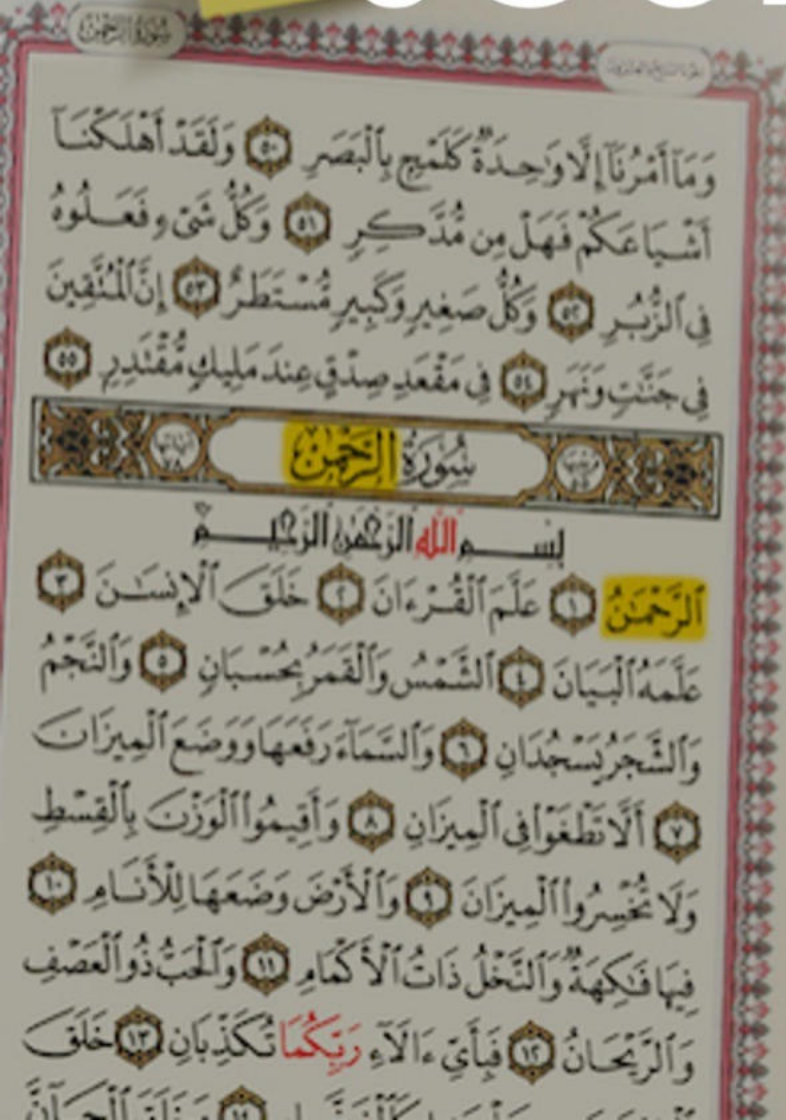 سُورَةُ الرَّحْمَٰن
وَمَآ أَمْرُنَآ إِلَّا وَٰحِدَةٌ كَلَمْحٍۭ بِٱلْبَصَرِ ٥٠ وَلَقَدْ أَهْلَكْنَآ
أَشْيَاعَكُمْ فَهَلْ مِن مُّدَّكِرٍ ٥١ وَكُلُّ شَىْءٍ فَعَلُوهُ
فِى ٱلزُّبُرِ ٥٢ وَكُلُّ صَغِيرٍ وَكَبِيرٍ مُّسْتَطَرٌ ٥٣ إِنَّ ٱلْمُتَّقِينَ
فِى جَنَّٰتٍ وَنَهَرٍ ٥٤ فِى مَقْعَدِ صِدْقٍ عِندَ مَلِيكٍ مُّقْتَدِرٍۭ ٥٥
سُورَةُ الرَّحْمَٰن
بِسْمِ ٱللَّهِ ٱلرَّحْمَٰنِ ٱلرَّحِيمِ
ٱلرَّحْمَٰنُ ١ عَلَّمَ ٱلْقُرْءَانَ ٢ خَلَقَ ٱلْإِنسَٰنَ ٣
عَلَّمَهُ ٱلْبَيَانَ ٤ ٱلشَّمْسُ وَٱلْقَمَرُ بِحُسْبَانٍ ٥ وَٱلنَّجْمُ
وَٱلشَّجَرُ يَسْجُدَانِ ٦ وَٱلسَّمَآءَ رَفَعَهَا وَوَضَعَ ٱلْمِيزَانَ
٧ أَلَّا تَطْغَوْا۟ فِى ٱلْمِيزَانِ ٨ وَأَقِيمُوا۟ ٱلْوَزْنَ بِٱلْقِسْطِ
وَلَا تُخْسِرُوا۟ ٱلْمِيزَانَ ٩ وَٱلْأَرْضَ وَضَعَهَا لِلْأَنَامِ ١٠
فِيهَا فَٰكِهَةٌ وَٱلنَّخْلُ ذَاتُ ٱلْأَكْمَامِ ١١ وَٱلْحَبُّ ذُو ٱلْعَصْفِ
وَٱلرَّيْحَانُ ١٢ فَبِأَىِّ ءَالَآءِ رَبِّكُمَا تُكَذِّبَانِ ١٣ خَلَقَ